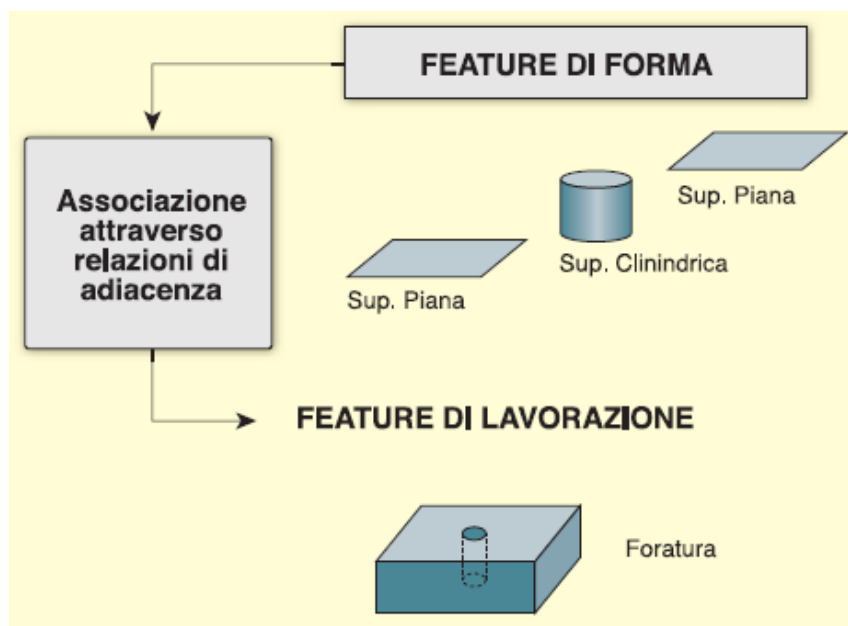 FEATURE DI FORMA
Associazione
attraverso
relazioni di
adiacenza
Sup. Piana
Sup. Clinindrica
Sup. Piana
FEATURE DI LAVORAZIONE
Foratura